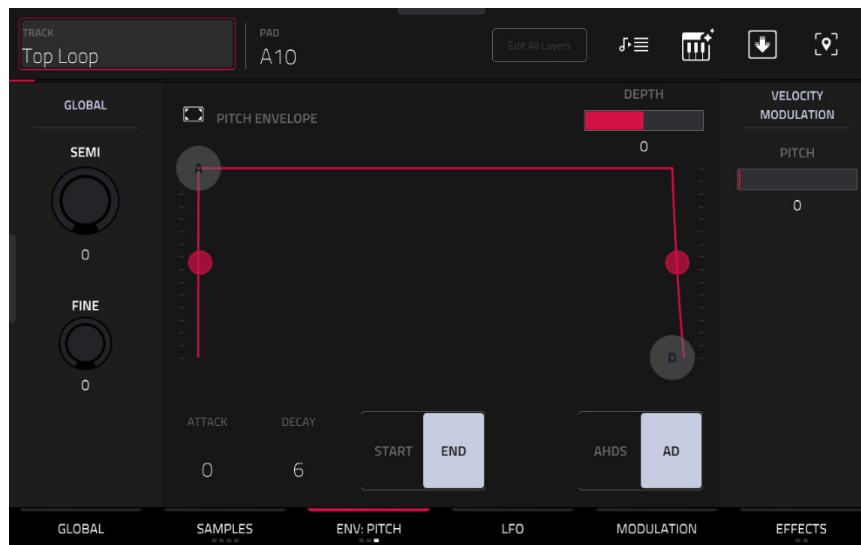 TRACK
Top Loop
PAD
A10
Edit All Layers
GLOBAL
SEMI
0
FINE
0
PITCH ENVELOPE
DEPTH
0
A
D
ATTACK
0
DECAY
6
START
END
AHDS
AD
VELOCITY
MODULATION
PITCH
0
GLOBAL
SAMPLES
ENV: PITCH
LFO
MODULATION
EFFECTS